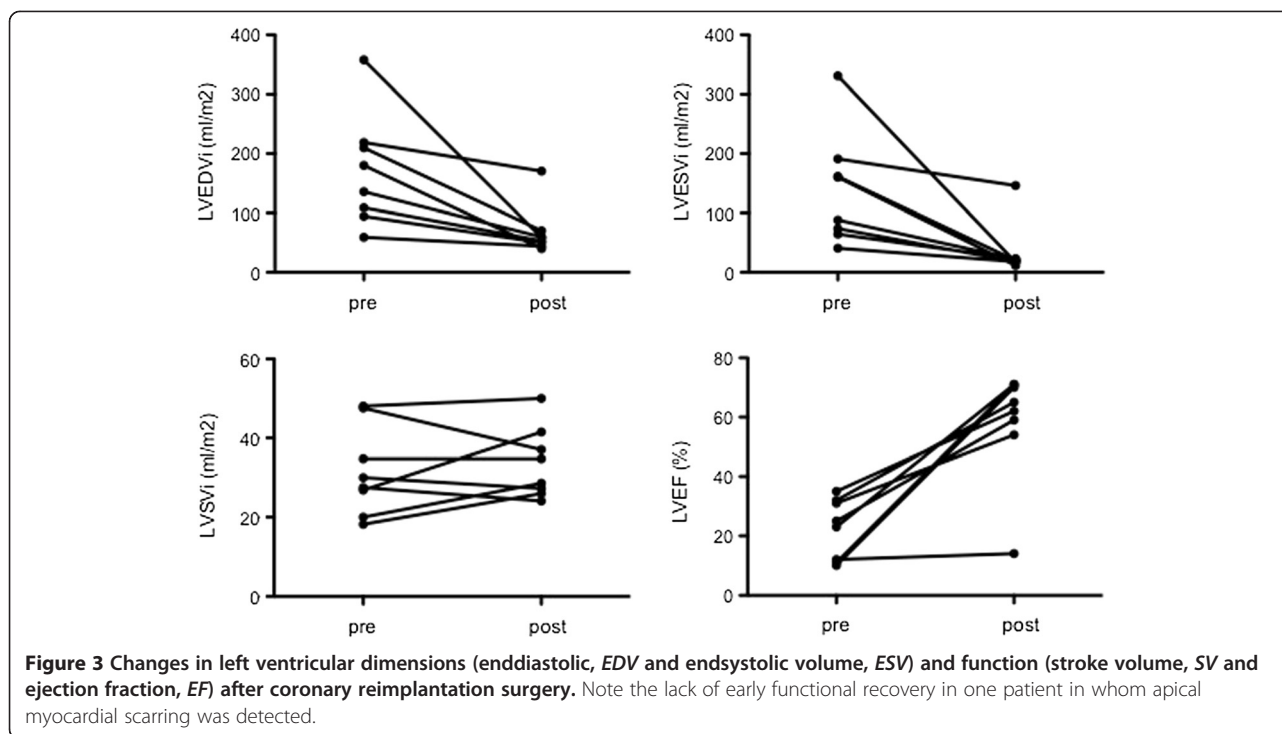 400
300
200
100
0
LVEDVi (ml/m2)
pre
post
400
300
200
100
0
LVESVi (ml/m2)
pre
post
60
40
20
0
LVSVi (ml/m2)
pre
post
80
60
40
20
0
LVEF (%)
pre
post
Figure 3 Changes in left ventricular dimensions (enddiastolic, EDV and endsystolic volume, ESV) and function (stroke volume, SV and
ejection fraction, EF) after coronary reimplantation surgery. Note the lack of early functional recovery in one patient in whom apical
myocardial scarring was detected.